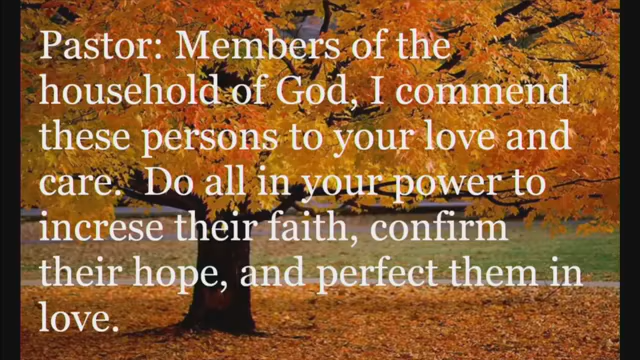 Pastor: Members of the
household of God, I commend
these persons to your love and
care.  Do all in your power to
increse their faith, confirm
their hope, and perfect them in
love.